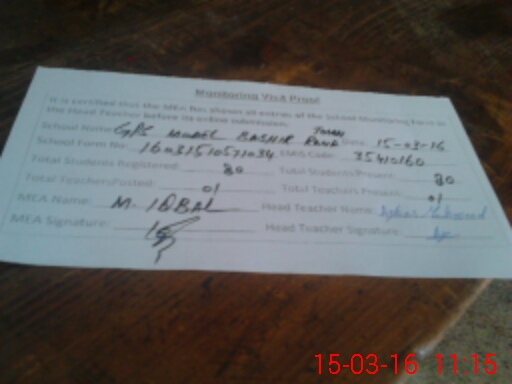 Monitoring Visit Proof
It is certified that the MEA has shown all entries of the School Monitoring Form to
the Head Teacher before its online submission.
School Name: GPS MODEL BASHIR TOWN Date: 15-03-16
School Form No: 16031510571034 EMIS Code: 35410160
Total Students Registered: 80 Total Students Present: 80
Total Teachers Posted: 01 Total Teachers Present: 01
MEA Name: M. IQBAL Head Teacher Name:
MEA Signature: Head Teacher Signature:
15-03-16 11:15